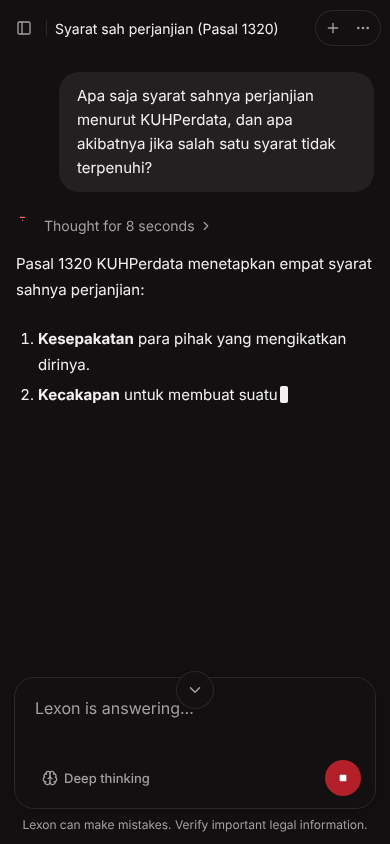 Syarat sah perjanjian (Pasal 1320)
Apa saja syarat sahnya perjanjian
menurut KUHPerdata, dan apa
akibatnya jika salah satu syarat tidak
terpenuhi?
Thought for 8 seconds
Pasal 1320 KUHPerdata menetapkan empat syarat
sahnya perjanjian:
1. Kesepakatan para pihak yang mengikatkan
dirinya.
2. Kecakapan untuk membuat suatu
Lexon is answering...
Deep thinking
Lexon can make mistakes. Verify important legal information.